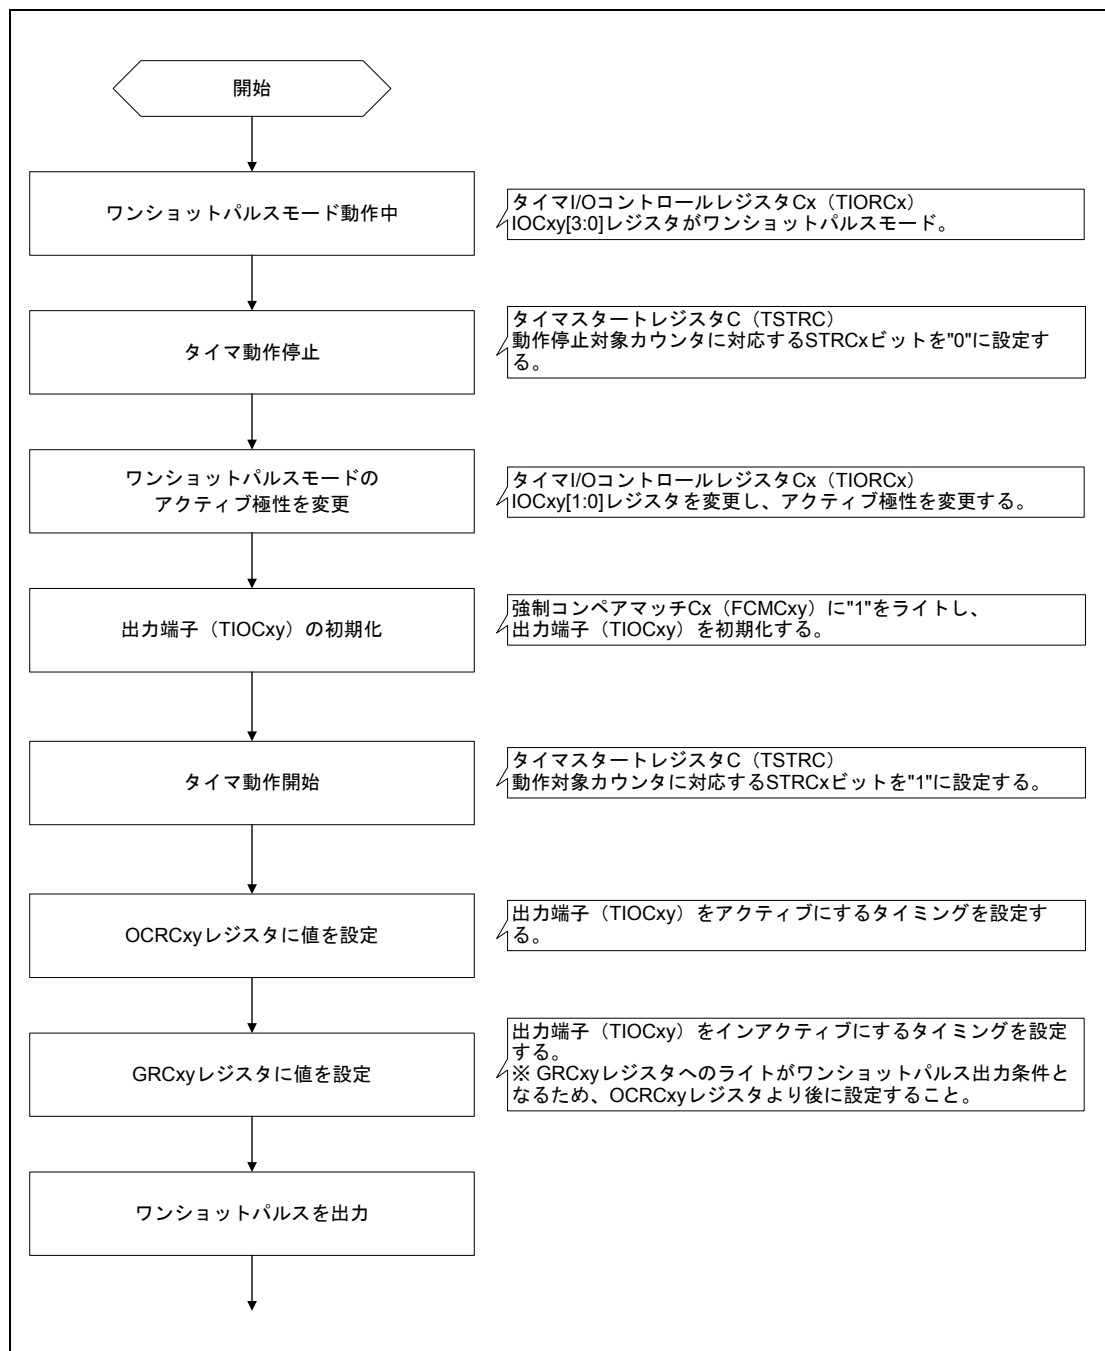 開始
ワンショットパルスモード動作中
タイマI/OコントロールレジスタCx（TIORCx）
IOCxy[3:0]レジスタがワンショットパルスモード。
タイマ動作停止
タイマスタートレジスタC（TSTRC）
動作停止対象カウンタに対応するSTRCxビットを"0"に設定す
る。
ワンショットパルスモードの
アクティブ極性を変更
タイマI/OコントロールレジスタCx（TIORCx）
IOCxy[1:0]レジスタを変更し、アクティブ極性を変更する。
出力端子（TIOCxy）の初期化
強制コンペアマッチCx（FCMCxy）に"1"をライトし、
出力端子（TIOCxy）を初期化する。
タイマ動作開始
タイマスタートレジスタC（TSTRC）
動作対象カウンタに対応するSTRCxビットを"1"に設定する。
OCRCxyレジスタに値を設定
出力端子（TIOCxy）をアクティブにするタイミングを設定す
る。
GRCxyレジスタに値を設定
出力端子（TIOCxy）をインアクティブにするタイミングを設定
する。
※ GRCxyレジスタへのライトがワンショットパルス出力条件と
なるため、OCRCxyレジスタより後に設定すること。
ワンショットパルスを出力